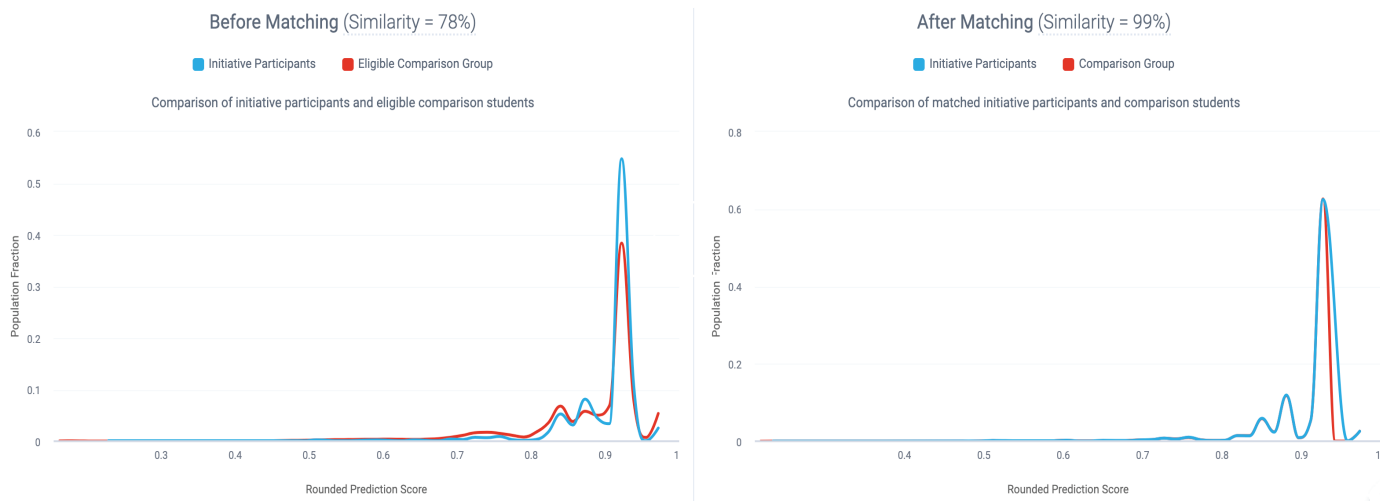 Before Matching (Similarity = 78%)
Initiative Participants
Eligible Comparison Group
Comparison of initiative participants and eligible comparison students
Population Fraction
0.6
0.5
0.4
0.3
0.2
0.1
0
0.3 0.4 0.5 0.6 0.7 0.8 0.9 1
Rounded Prediction Score
After Matching (Similarity = 99%)
Initiative Participants
Comparison Group
Comparison of matched initiative participants and comparison students
Population Fraction
0.8
0.6
0.4
0.2
0
0.4 0.5 0.6 0.7 0.8 0.9 1
Rounded Prediction Score